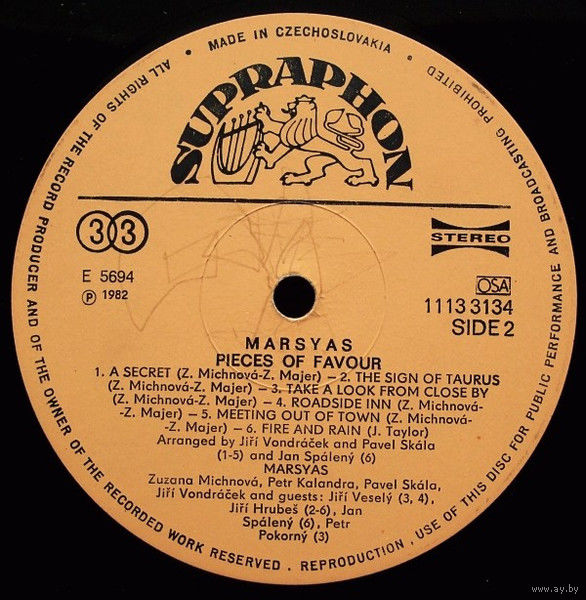 MADE IN CZECHOSLOVAKIA
ALL RIGHTS OF THE RECORD PRODUCER AND OF THE OWNER OF THE RECORDED WORK RESERVED . REPRODUCTION, USE OF THIS DISC FOR PUBLIC PERFORMANCE AND BROADCASTING PROHIBITED
SUPRAPHON
33
STEREO
E 5694
Ⓟ 1982
OSA
1113 3134
SIDE 2
MARSYAS
PIECES OF FAVOUR
1. A SECRET (Z. Michnová-Z. Majer) – 2. THE SIGN OF TAURUS
(Z. Michnová-Z. Majer) – 3. TAKE A LOOK FROM CLOSE BY
(Z. Michnová-Z. Majer) – 4. ROADSIDE INN (Z. Michnová-
-Z. Majer) – 5. MEETING OUT OF TOWN (Z. Michnová-
-Z. Majer) – 6. FIRE AND RAIN (J. Taylor)
Arranged by Jiří Vondráček and Pavel Skála
(1-5) and Jan Spálený (6)
MARSYAS
Zuzana Michnová, Petr Kalandra, Pavel Skála,
Jiří Vondráček and guests: Jiří Veselý (3, 4),
Jiří Hrubeš (2-6), Jan
Spálený (6), Petr
Pokorný (3)
www.ay.by